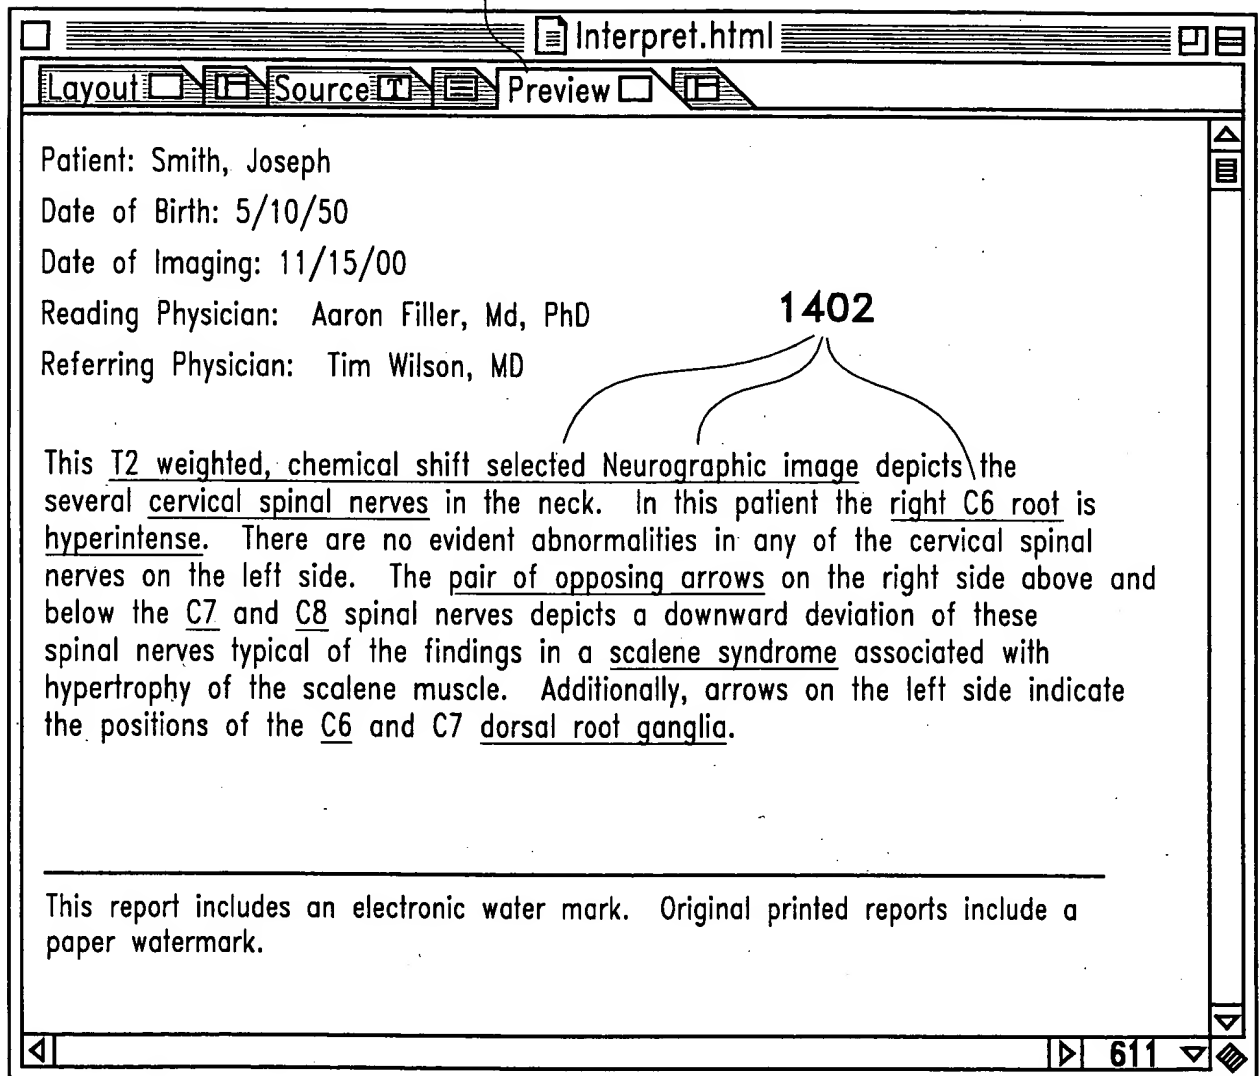 Interpret.html
Layout Source T Preview
Patient: Smith, Joseph
Date of Birth: 5/10/50
Date of Imaging: 11/15/00
Reading Physician: Aaron Filler, Md, PhD
1402
Referring Physician: Tim Wilson, MD
This T2 weighted, chemical shift selected Neurographic image depicts the
several cervical spinal nerves in the neck. In this patient the right C6 root is
hyperintense. There are no evident abnormalities in any of the cervical spinal
nerves on the left side. The pair of opposing arrows on the right side above and
below the C7 and C8 spinal nerves depicts a downward deviation of these
spinal nerves typical of the findings in a scalene syndrome associated with
hypertrophy of the scalene muscle. Additionally, arrows on the left side indicate
the positions of the C6 and C7 dorsal root ganglia.
This report includes an electronic water mark. Original printed reports include a
paper watermark.
611